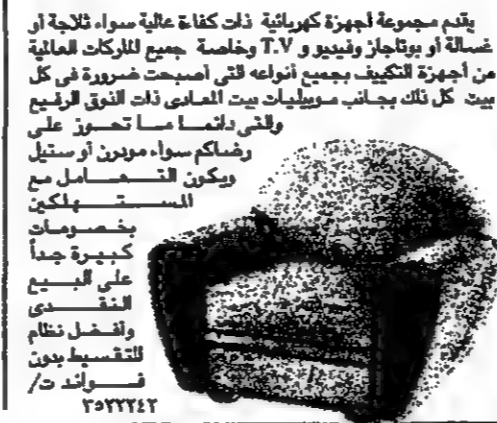 يقدم مجموعة أجهزة كهربائية ذات كفاءة عالية سواء ثلاجة أو
غسالة أو بوتاجاز وفيديو و T.V وخاصة جميع الماركات العالمية
من أجهزة التكييف بجميع أنواعه التى أصبحت ضرورة فى كل
بيت كل ذلك بجانب موبيليات بيت المعادى ذات الذوق الرفيع
والتى دائما ما تحوز على
رضاكم سواء مودرن أو ستيل
ويكون التعامل مع
المستهلكين
بخصومات
كبيرة جداً
على البيع
النقدى
وأفضل نظام
للتقسيط بدون
فوائد ت/
٣٥٢٢٢٤٢